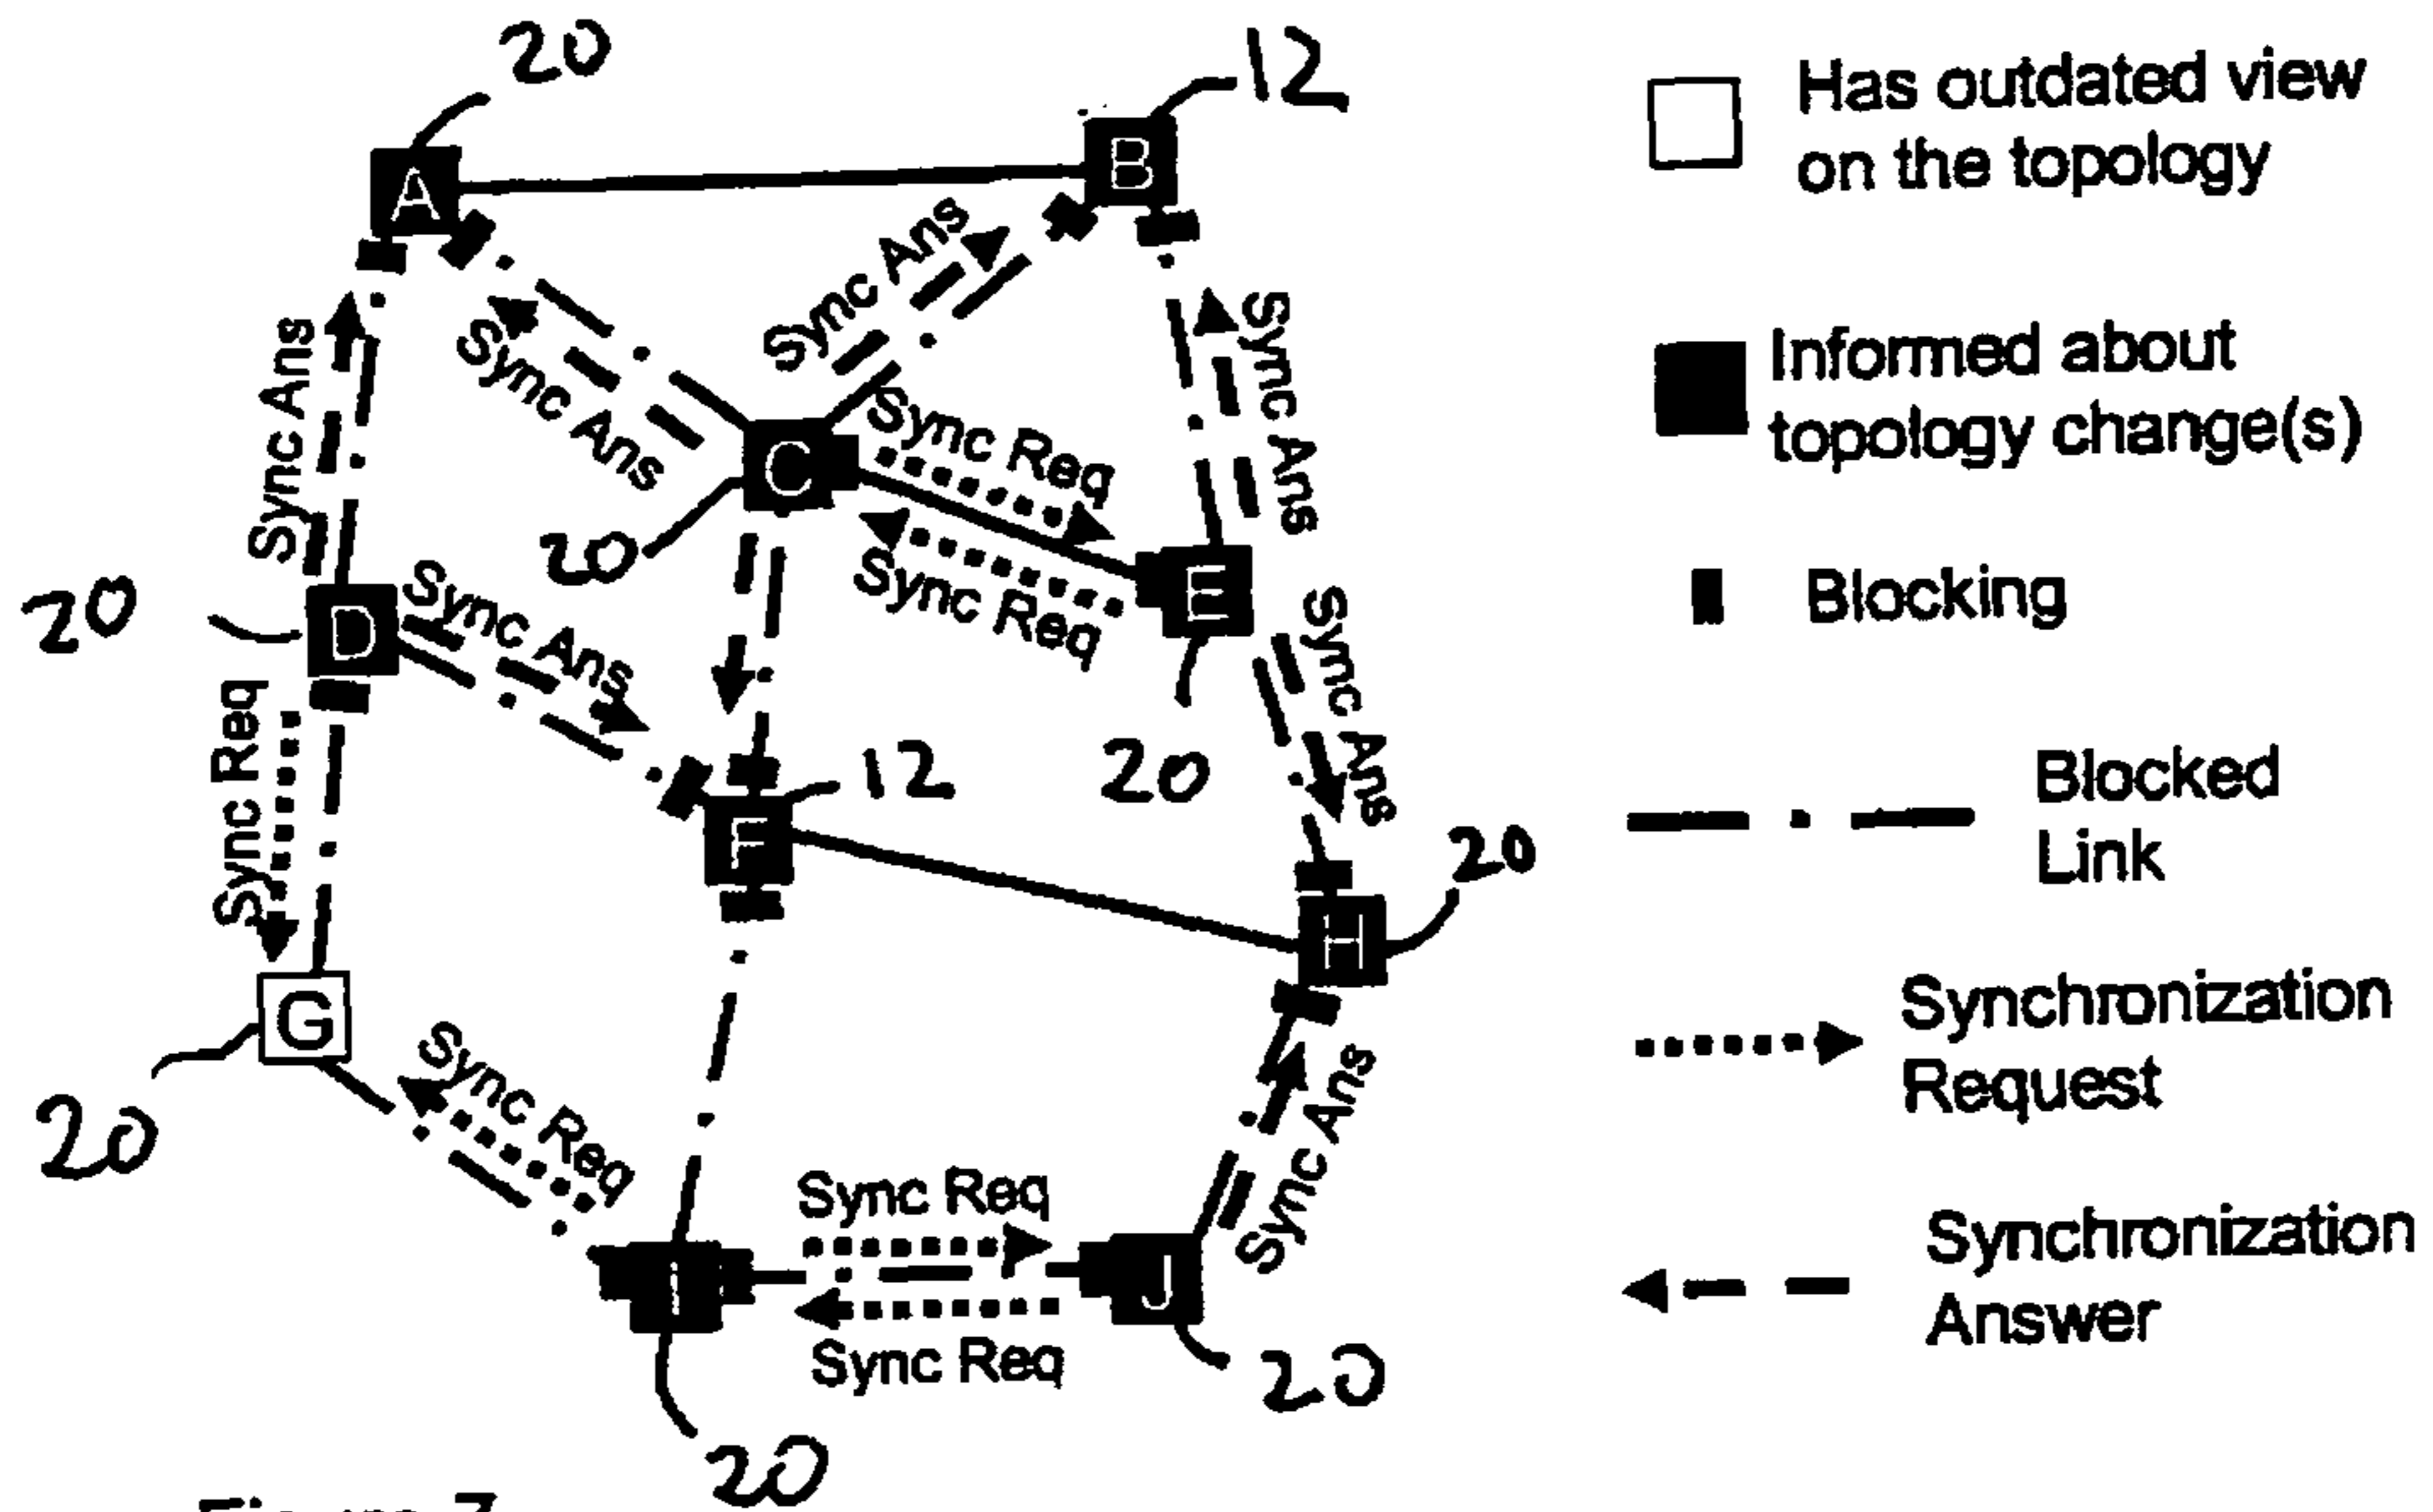 20
12
A
B
Has outdated view
on the topology
Sync Ans
Sync Ans
Sync Ans
Sync Ans
Informed about
topology change(s)
C
Sync Req
Sync Req
20
E
20
D
Sync Ans
Sync Ans
Blocking
Sync Req
12
20
Blocked
Link
20
H
G
20
Synchronization
Request
Sync Req
Sync Ans
Sync Req
I
J
Sync Req
20
20
Synchronization
Answer